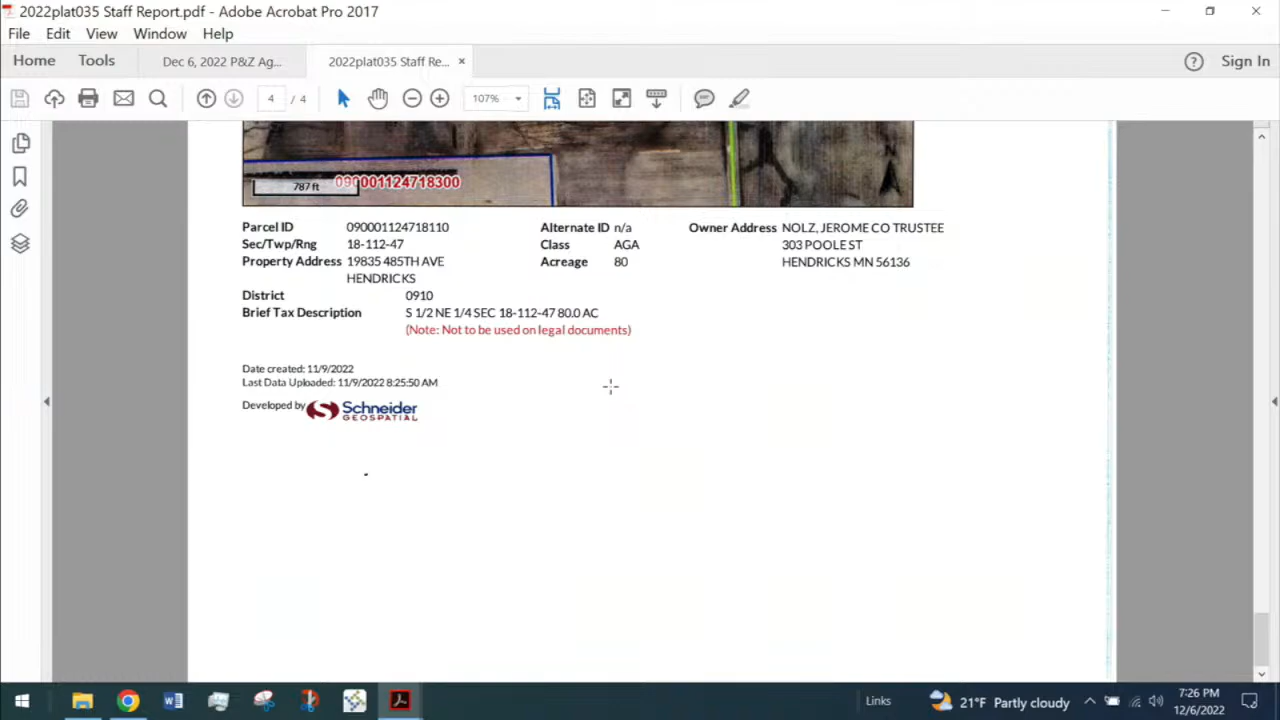 2022plat035 Staff Report.pdf - Adobe Acrobat Pro 2017
File Edit View Window Help
Home Tools Dec 6, 2022 P&Z Ag... 2022plat035 Staff Re... × Sign In
4 / 4 107%
787 ft 090001124718300
Parcel ID 090001124718110 Alternate ID n/a Owner Address NOLZ, JEROME CO TRUSTEE
Sec/Twp/Rng 18-112-47 Class AGA 303 POOLE ST
Property Address 19835 485TH AVE Acreage 80 HENDRICKS MN 56136
HENDRICKS
District 0910
Brief Tax Description S 1/2 NE 1/4 SEC 18-112-47 80.0 AC
(Note: Not to be used on legal documents)
Date created: 11/9/2022
Last Data Uploaded: 11/9/2022 8:25:50 AM
Developed by Schneider
GEOSPATIAL
Links 21°F Partly cloudy 7:26 PM
12/6/2022